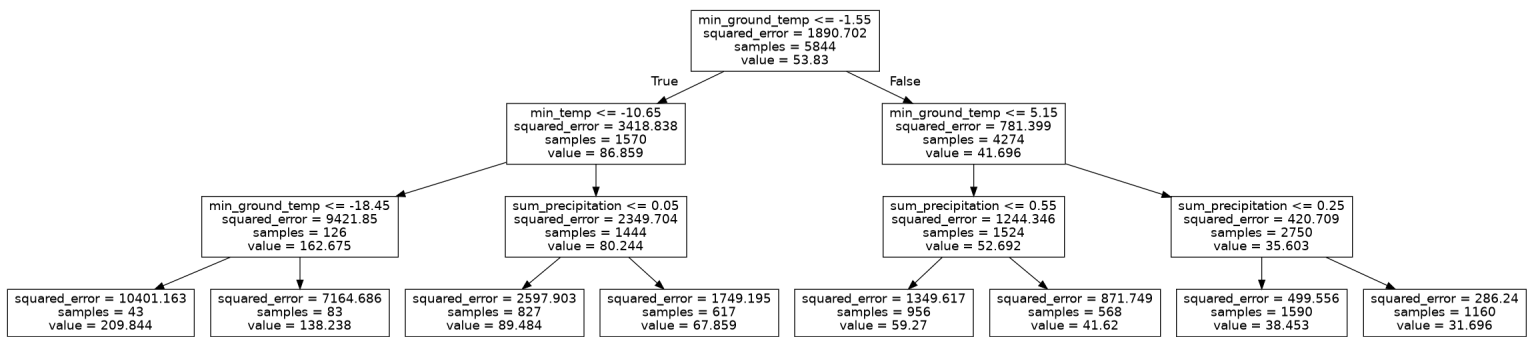 min_ground_temp <= -1.55
squared_error = 1890.702
samples = 5844
value = 53.83
True
False
min_temp <= -10.65
squared_error = 3418.838
samples = 1570
value = 86.859
min_ground_temp <= 5.15
squared_error = 781.399
samples = 4274
value = 41.696
min_ground_temp <= -18.45
squared_error = 9421.85
samples = 126
value = 162.675
sum_precipitation <= 0.05
squared_error = 2349.704
samples = 1444
value = 80.244
sum_precipitation <= 0.55
squared_error = 1244.346
samples = 1524
value = 52.692
sum_precipitation <= 0.25
squared_error = 420.709
samples = 2750
value = 35.603
squared_error = 10401.163
samples = 43
value = 209.844
squared_error = 7164.686
samples = 83
value = 138.238
squared_error = 2597.903
samples = 827
value = 89.484
squared_error = 1749.195
samples = 617
value = 67.859
squared_error = 1349.617
samples = 956
value = 59.27
squared_error = 871.749
samples = 568
value = 41.62
squared_error = 499.556
samples = 1590
value = 38.453
squared_error = 286.24
samples = 1160
value = 31.696